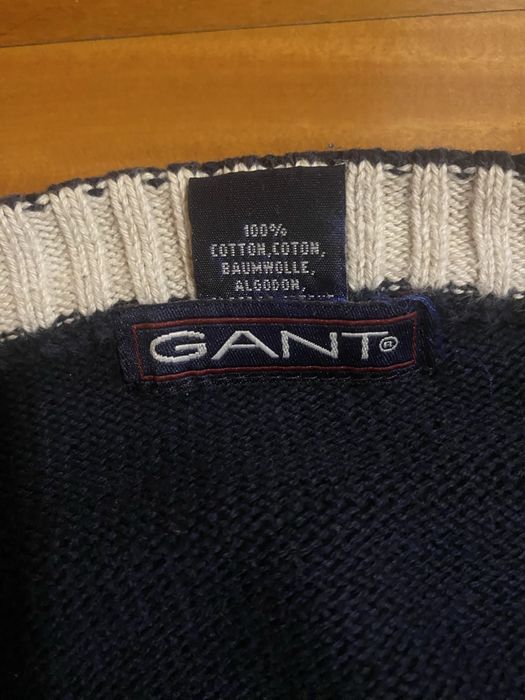 100%
COTTON,COTON,
BAUMWOLLE,
ALGODON,
GANT®